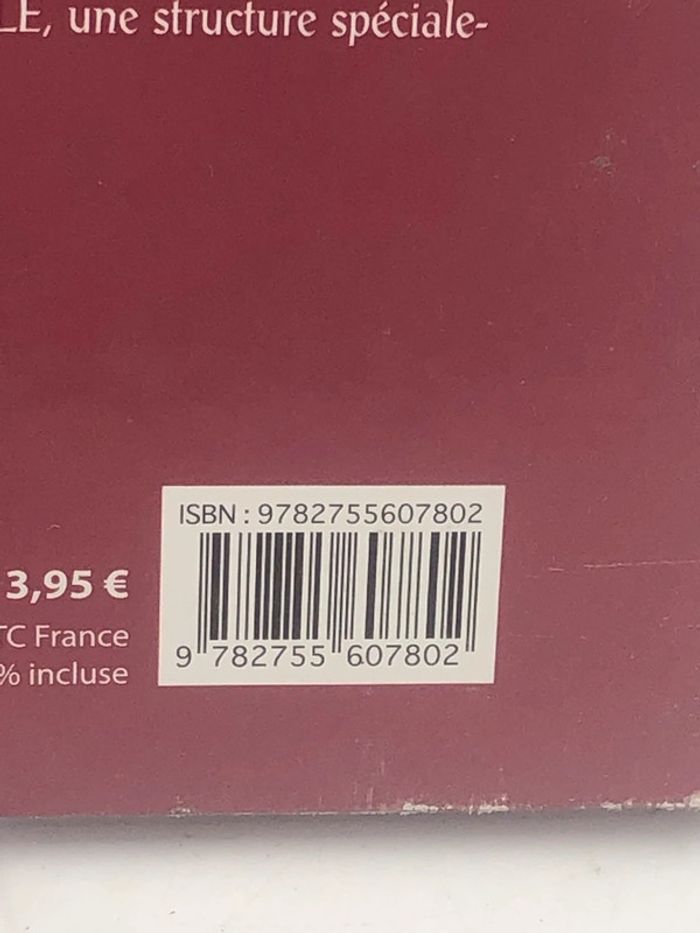 LE, une structure spéciale-
ISBN : 9782755607802
3,95 €
TC France
% incluse
9 782755 607802